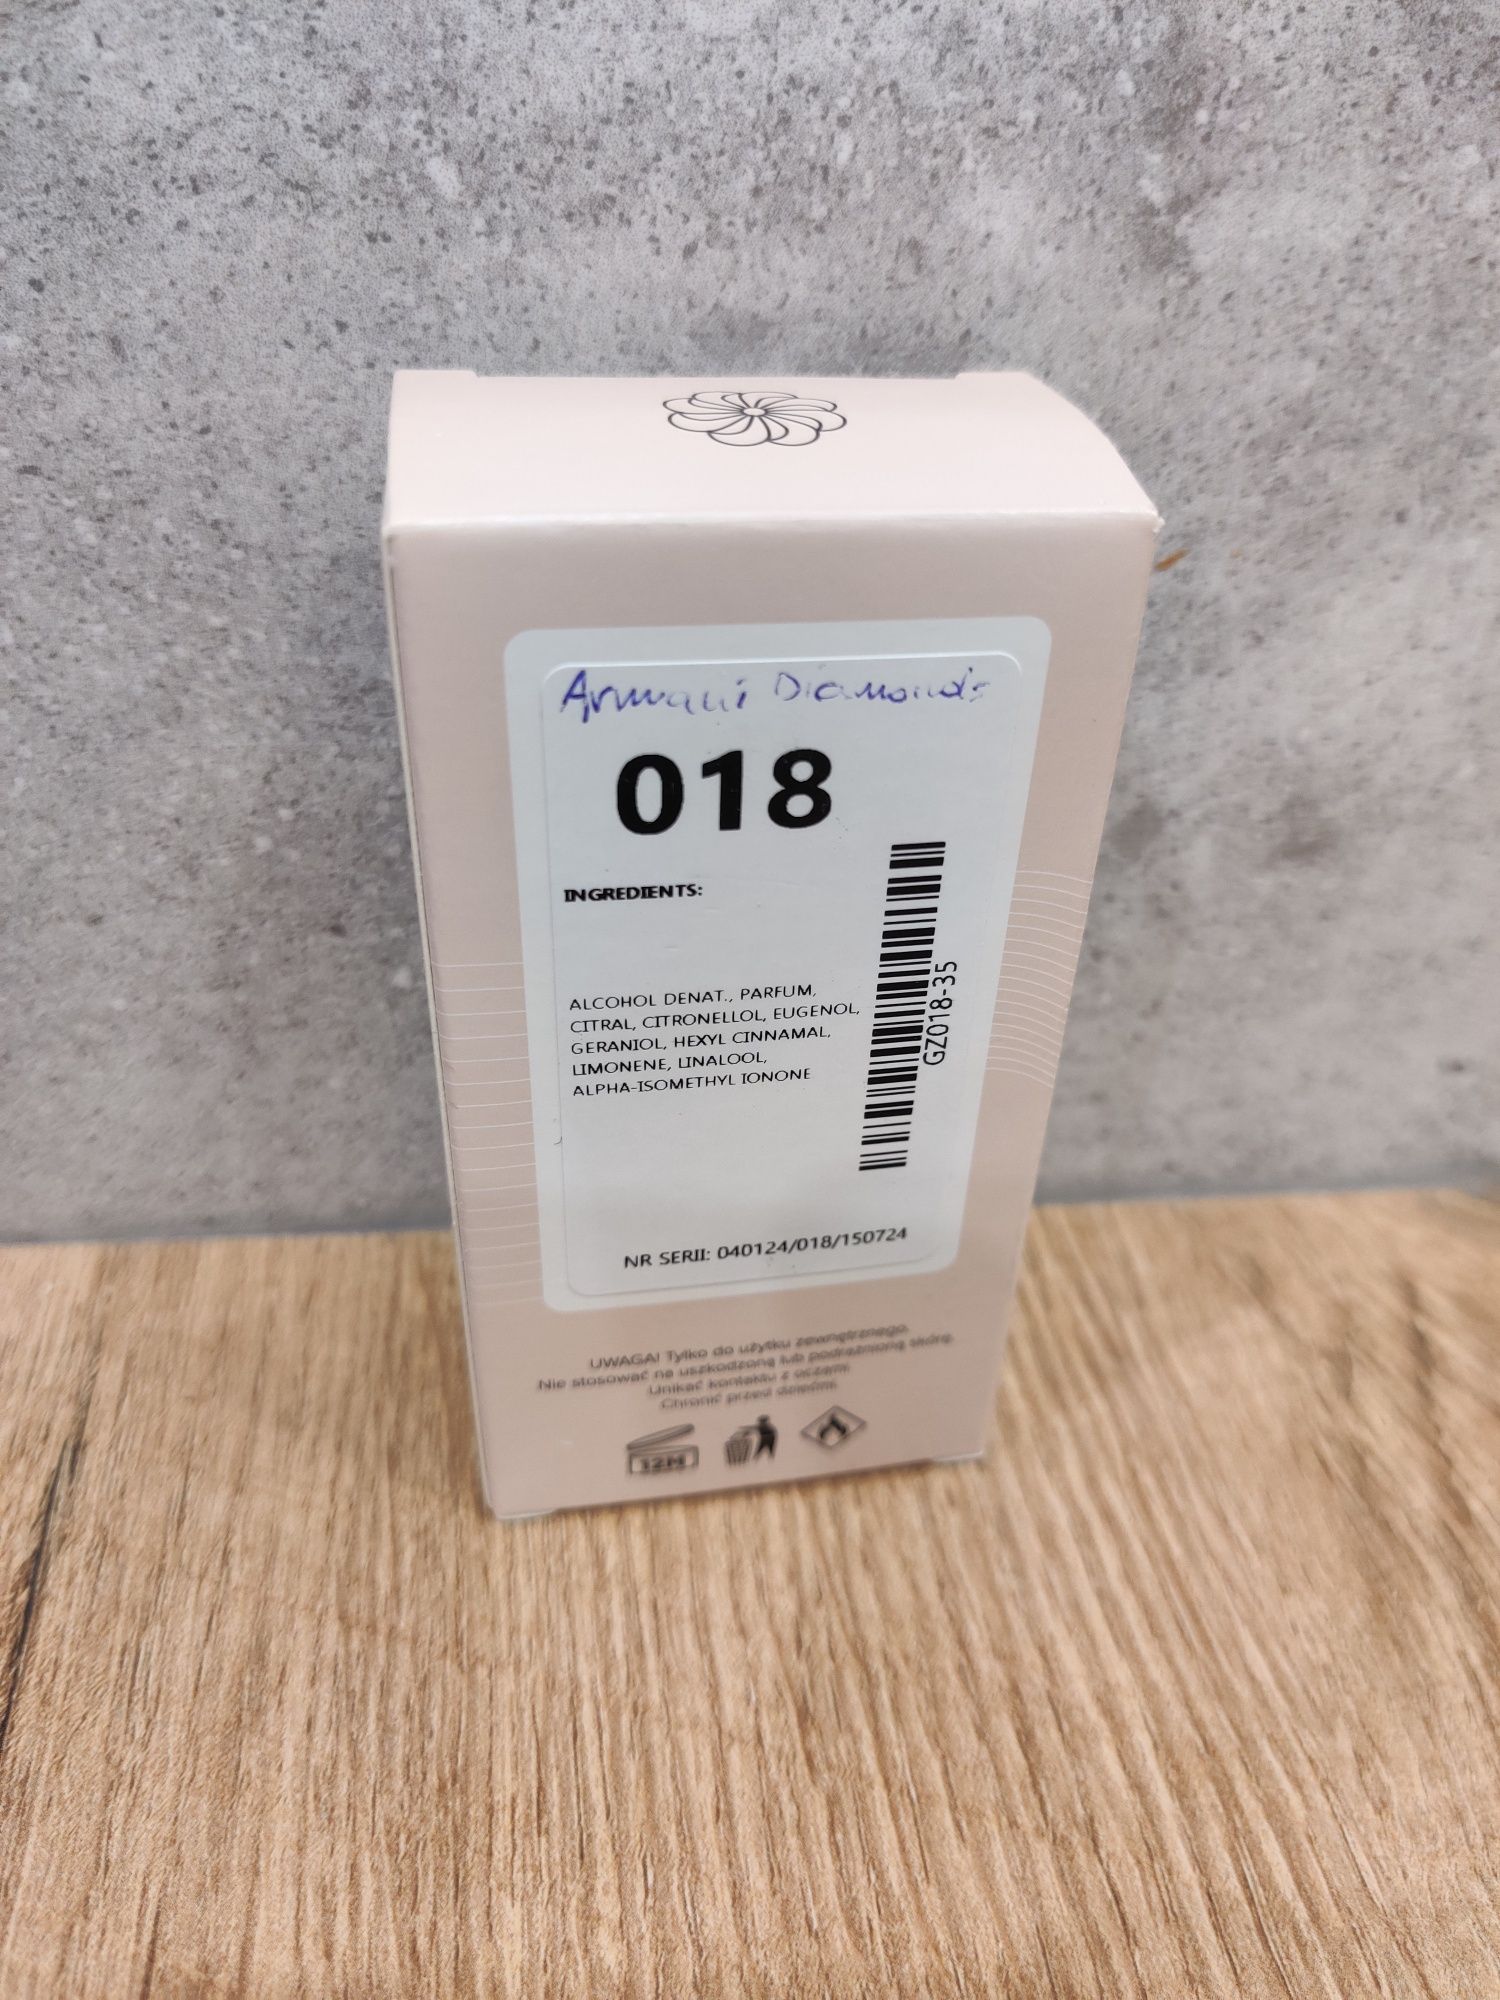 Armani Diamonds
018
INGREDIENTS:
ALCOHOL DENAT., PARFUM,
CITRAL, CITRONELLOL, EUGENOL,
GERANIOL, HEXYL CINNAMAL,
LIMONENE, LINALOOL,
ALPHA-ISOMETHYL IONONE
GZ018-35
NR SERII: 040124/018/150724
UWAGA! Tylko do użytku zewnętrznego.
Nie stosować na uszkodzoną lub podrażnioną skórę.
Unikać kontaktu z oczami.
Chronić przed dziećmi.
12M